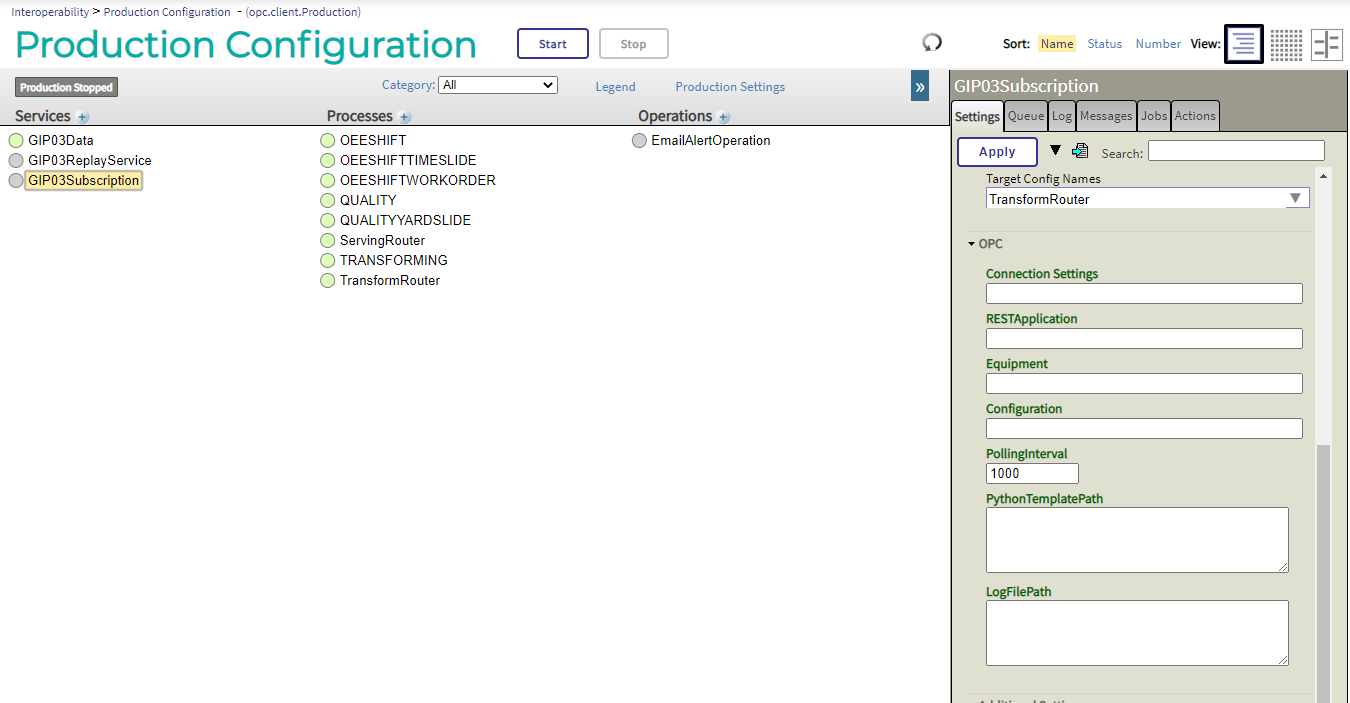 Interoperability > Production Configuration - (opc.client.Production)
Production Configuration
Start
Stop
Sort: Name Status Number View:
Production Stopped
Category: All
Legend
Production Settings
»
Services +
Processes +
Operations +
GIP03Data
GIP03ReplayService
GIP03Subscription
OEESHIFT
OEESHIFTTIMESLIDE
OEESHIFTWORKORDER
QUALITY
QUALITYYARDSLIDE
ServingRouter
TRANSFORMING
TransformRouter
EmailAlertOperation
GIP03Subscription
Settings Queue Log Messages Jobs Actions
Apply
Search:
Target Config Names
TransformRouter
OPC
Connection Settings
RESTApplication
Equipment
Configuration
PollingInterval
1000
PythonTemplatePath
LogFilePath